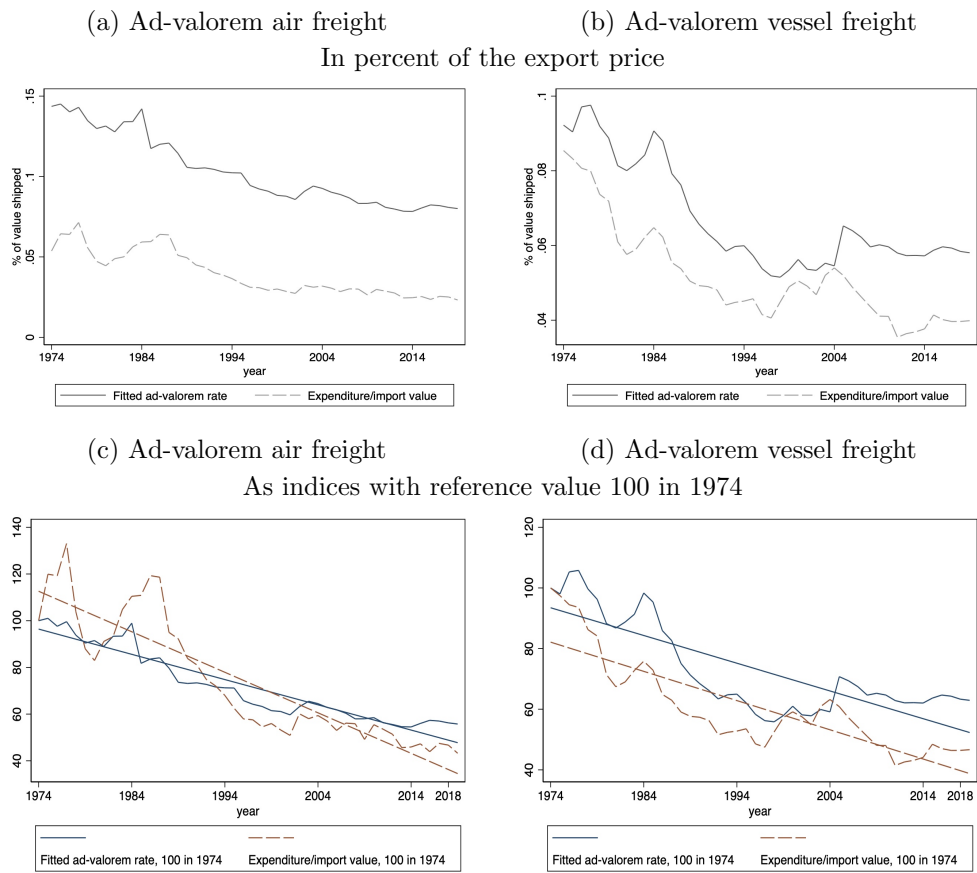 (a) Ad-valorem air freight
(b) Ad-valorem vessel freight
In percent of the export price
% of value shipped
.15
.1
.05
0
1974 1984 1994 2004 2014
year
Fitted ad-valorem rate Expenditure/import value
% of value shipped
.1
.08
.06
.04
1974 1984 1994 2004 2014
year
Fitted ad-valorem rate Expenditure/import value
(c) Ad-valorem air freight
(d) Ad-valorem vessel freight
As indices with reference value 100 in 1974
140
120
100
80
60
40
1974 1984 1994 2004 2014 2018
year
Fitted ad-valorem rate, 100 in 1974 Expenditure/import value, 100 in 1974
120
100
80
60
40
1974 1984 1994 2004 2014 2018
year
Fitted ad-valorem rate, 100 in 1974 Expenditure/import value, 100 in 1974